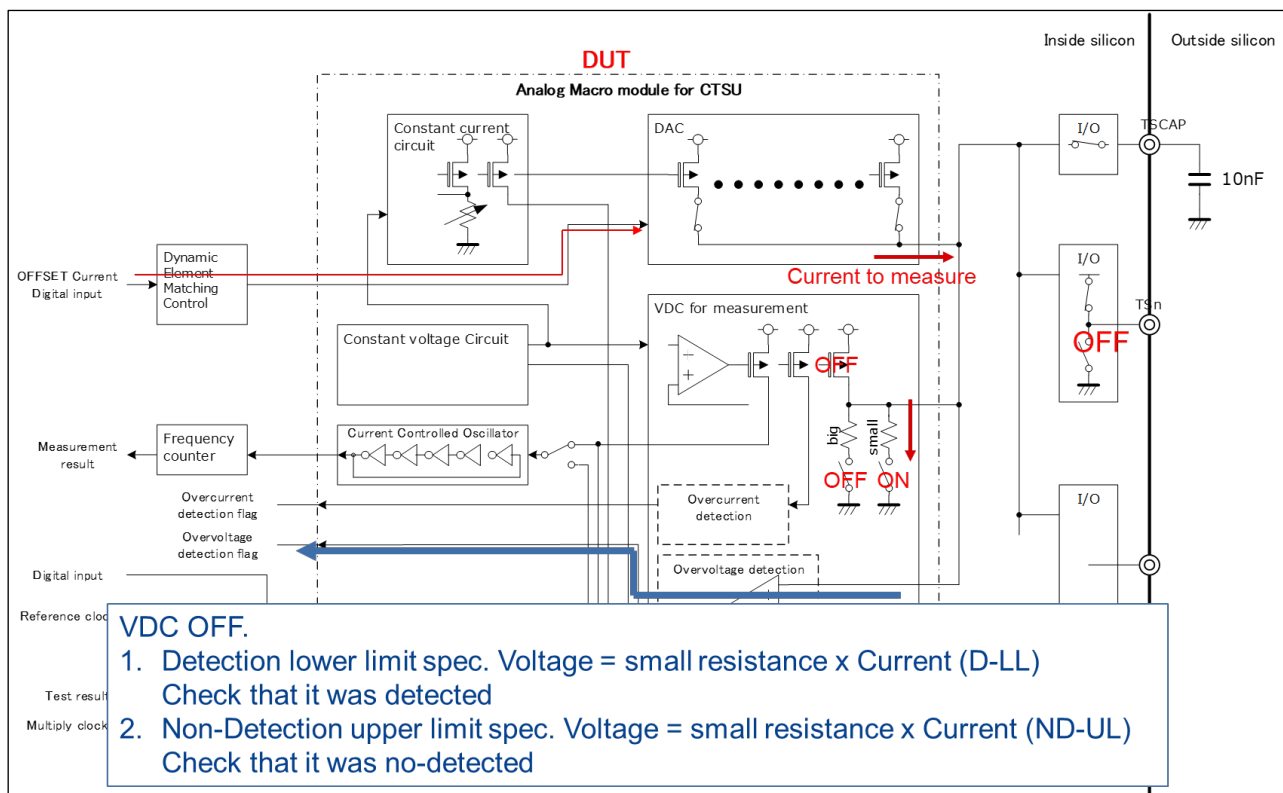 Inside silicon
Outside silicon
DUT
Analog Macro module for CTSU
Constant current
circuit
DAC
I/O
TSCAP
10nF
Dynamic
Element
Matching
Control
OFFSET Current
Digital input
Current to measure
I/O
TSn
OFF
Constant voltage Circuit
VDC for measurement
OFF
big
small
OFF
ON
Measurement
result
Frequency
counter
Current Controlled Oscillator
Overcurrent
detection flag
Overcurrent
detection
I/O
Overvoltage
detection flag
Overvoltage detection
Digital input
Reference clock
Test result
Multiply clock
VDC OFF.
1. Detection lower limit spec. Voltage = small resistance x Current (D-LL)
Check that it was detected
2. Non-Detection upper limit spec. Voltage = small resistance x Current (ND-UL)
Check that it was no-detected